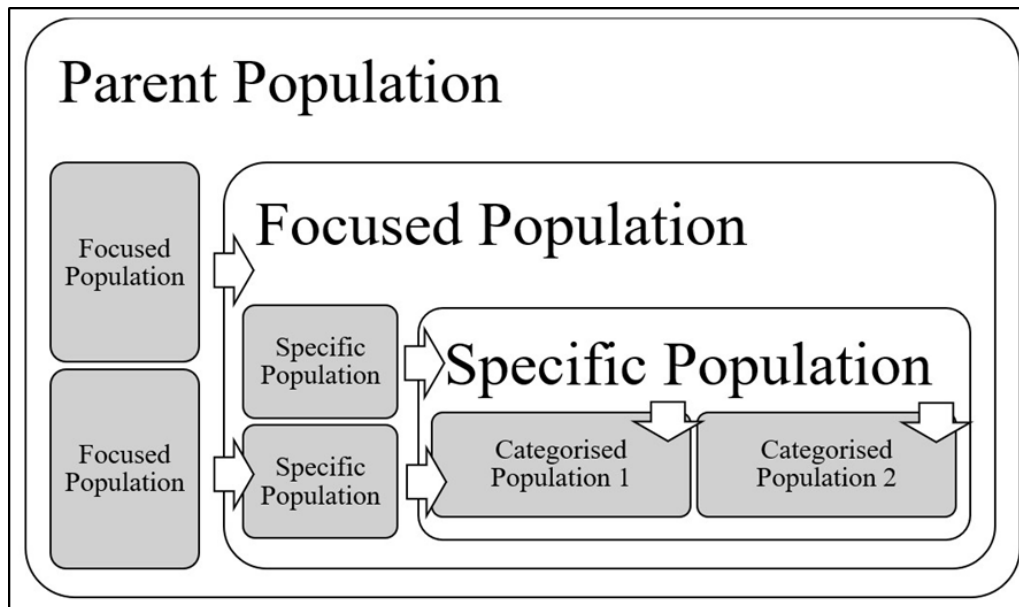 Parent Population
Focused
Population
Focused Population
Specific
Population
Specific Population
Focused
Population
Specific
Population
Categorised
Population 1
Categorised
Population 2